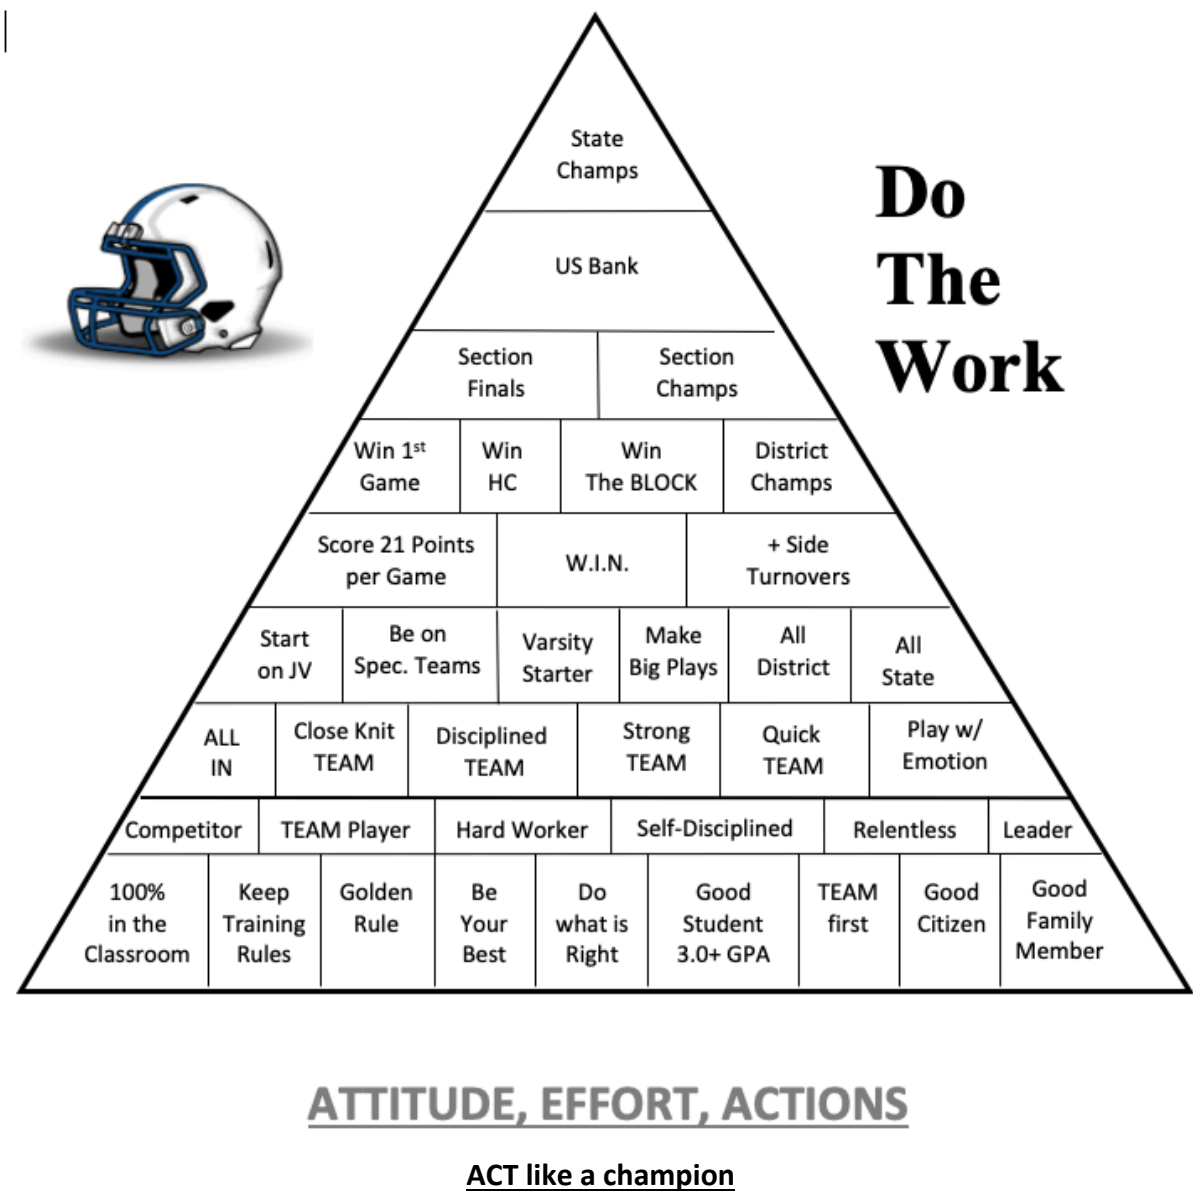 State
Champs
Do
The
Work
US Bank
Section
Finals
Section
Champs
Win 1st
Game
Win
HC
Win
The BLOCK
District
Champs
Score 21 Points
per Game
W.I.N.
+ Side
Turnovers
Start
on JV
Be on
Spec. Teams
Varsity
Starter
Make
Big Plays
All
District
All
State
ALL
IN
Close Knit
TEAM
Disciplined
TEAM
Strong
TEAM
Quick
TEAM
Play w/
Emotion
Competitor
TEAM Player
Hard Worker
Self-Disciplined
Relentless
Leader
100%
in the
Classroom
Keep
Training
Rules
Golden
Rule
Be
Your
Best
Do
what is
Right
Good
Student
3.0+ GPA
TEAM
first
Good
Citizen
Good
Family
Member
ATTITUDE, EFFORT, ACTIONS
ACT like a champion